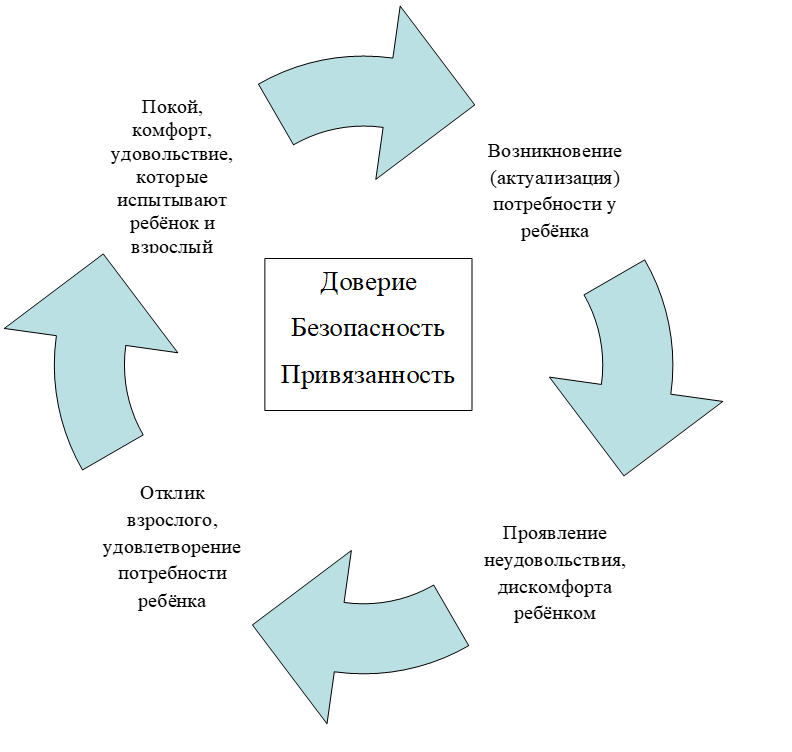 Покой,
комфорт,
удовольствие,
которые
испытывают
ребёнок и
взрослый
Возникновение
(актуализация)
потребности у
ребёнка
Доверие
Безопасность
Привязанность
Отклик
взрослого,
удовлетворение
потребности
ребёнка
Проявление
неудовольствия,
дискомфорта
ребёнком